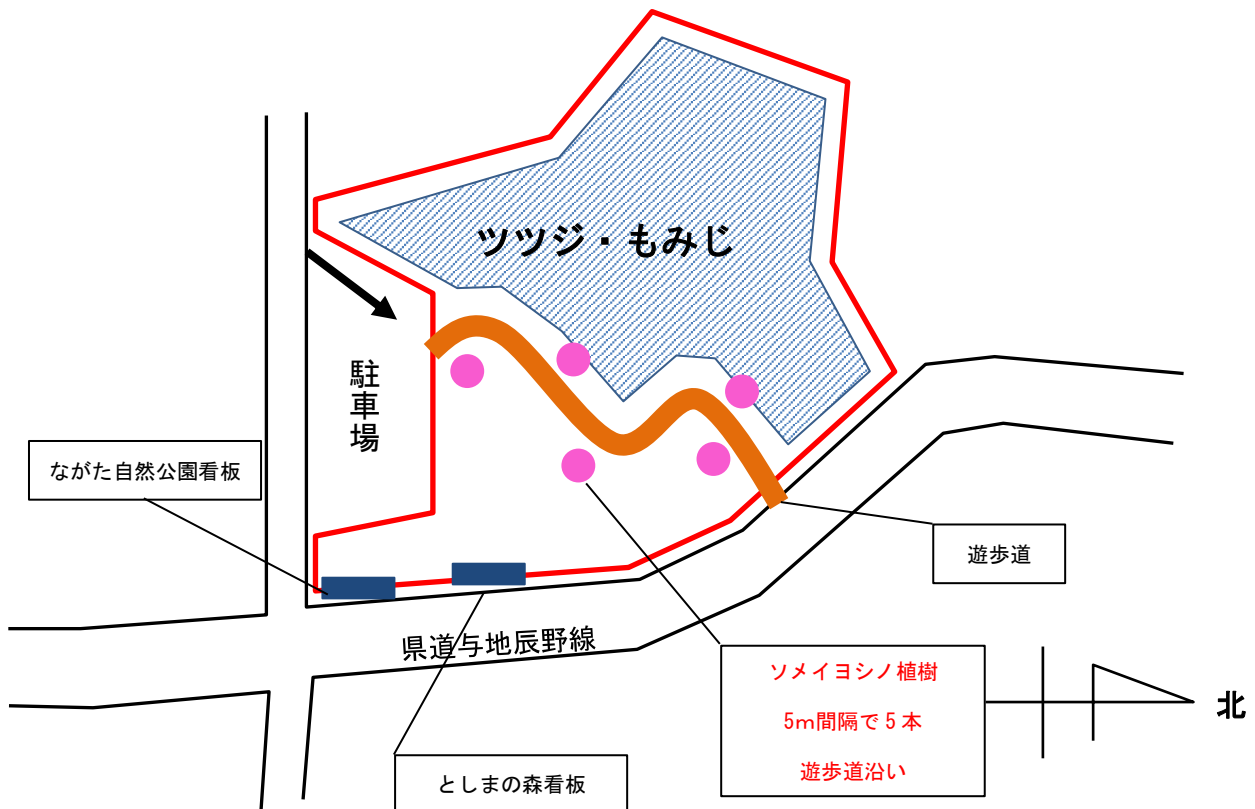 ツツジ・もみじ
駐車場
ながた自然公園看板
遊歩道
県道与地辰野線
ソメイヨシノ植樹
5m間隔で5本
遊歩道沿い
北
としまの森看板